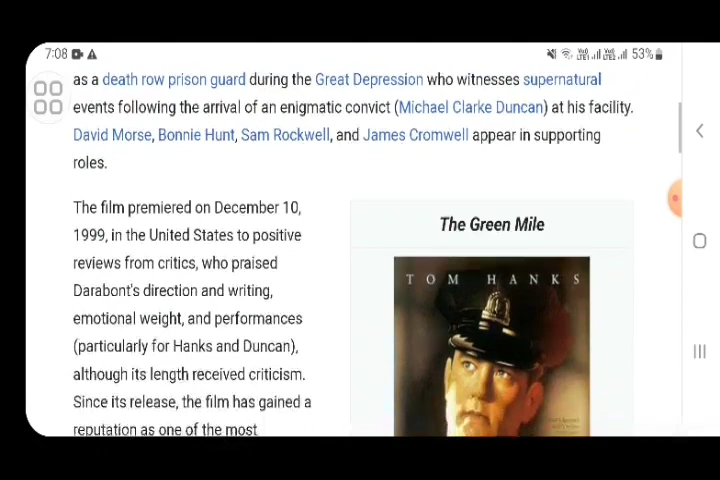 7:08
53%
as a death row prison guard during the Great Depression who witnesses supernatural
events following the arrival of an enigmatic convict (Michael Clarke Duncan) at his facility.
David Morse, Bonnie Hunt, Sam Rockwell, and James Cromwell appear in supporting
roles.
The film premiered on December 10,
1999, in the United States to positive
reviews from critics, who praised
Darabont's direction and writing,
emotional weight, and performances
(particularly for Hanks and Duncan),
although its length received criticism.
Since its release, the film has gained a
reputation as one of the most
The Green Mile
TOM HANKS